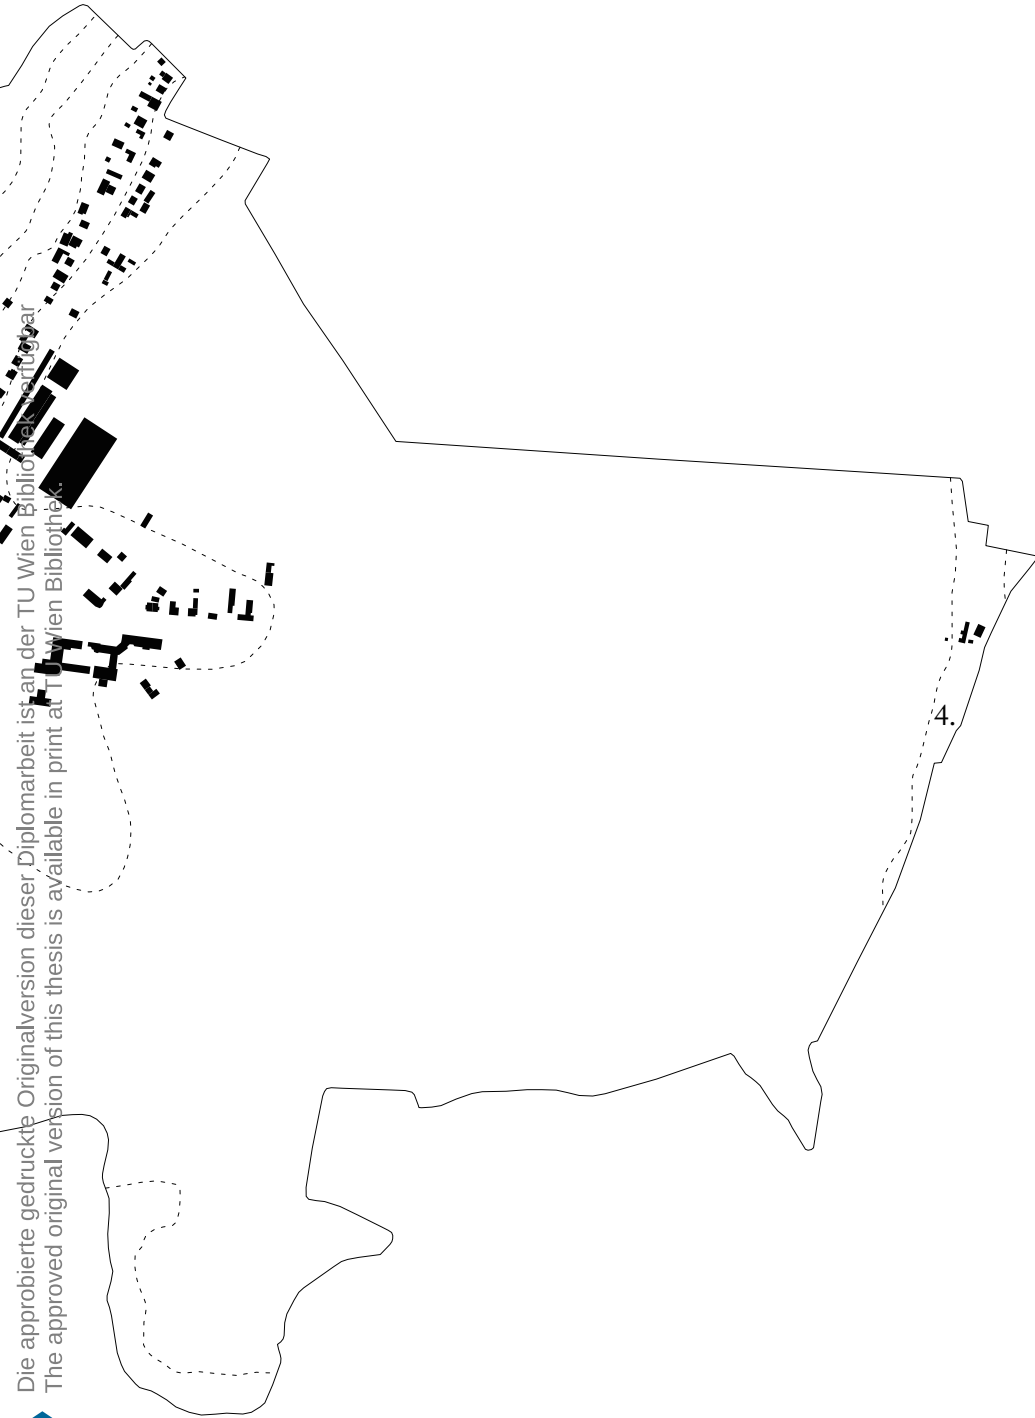 Die approbierte gedruckte Originalversion dieser Diplomarbeit ist an der TU Wien Bibliothek verfügbar
The approved original version of this thesis is available in print at TU Wien Bibliothek.
4.